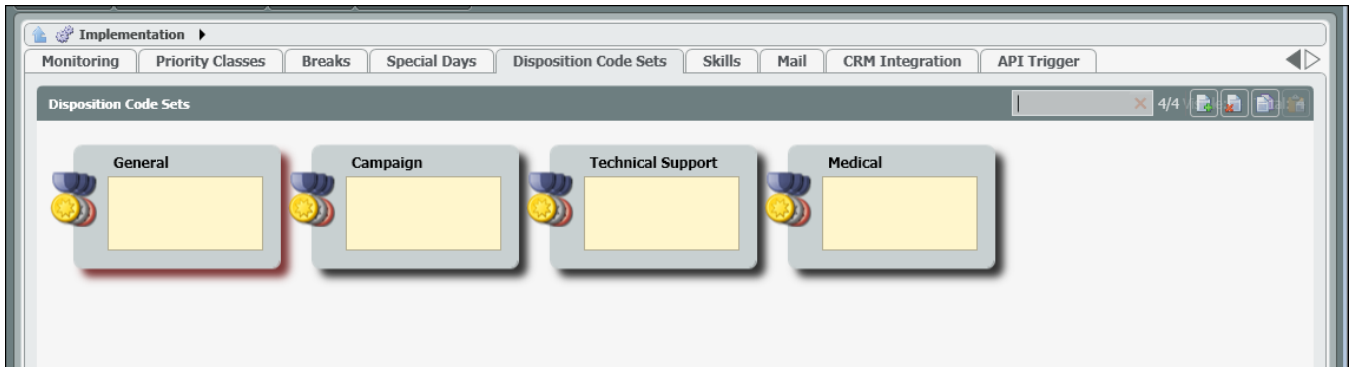 Implementation
Monitoring Priority Classes Breaks Special Days Disposition Code Sets Skills Mail CRM Integration API Trigger
Disposition Code Sets 4/4
General Campaign Technical Support Medical